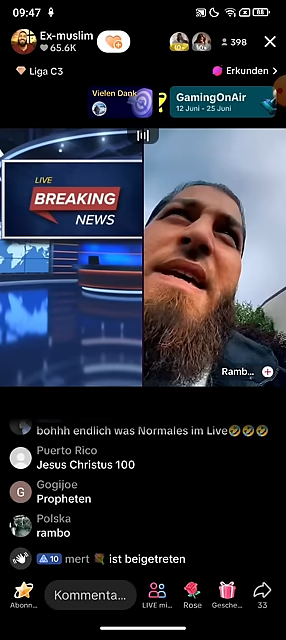 09:47
88
Ex-muslim
65.6K
398
Liga C3
Erkunden >
Vielen Dank
GamingOnAir
12 Juni - 25 Juni
LIVE
BREAKING
NEWS
Ramb...
bohhh endlich was Normales im Live🤣🤣🤣
Puerto Rico
Jesus Christus 100
G
Gogijoe
Propheten
Polska
rambo
10 mert ist beigetreten
Abonn...
Kommenta...
LIVE mi...
Rose
Gesche...
33